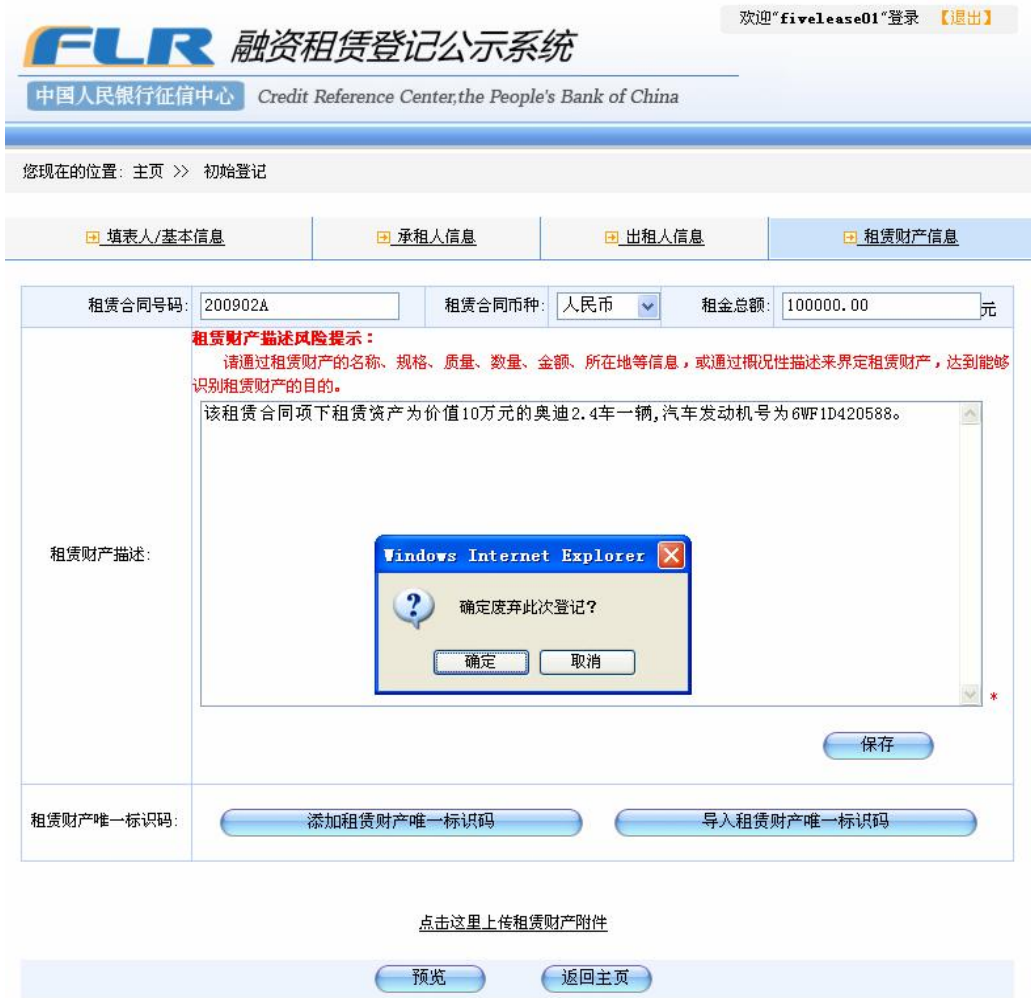 欢迎"fivelease01"登录 【退出】
FLR 融资租赁登记公示系统
中国人民银行征信中心 Credit Reference Center,the People's Bank of China
您现在的位置: 主页 >> 初始登记
填表人/基本信息 承租人信息 出租人信息 租赁财产信息
租赁合同号码: 200902A 租赁合同币种: 人民币 租金总额: 100000.00 元
租赁财产描述风险提示：
请通过租赁财产的名称、规格、质量、数量、金额、所在地等信息，或通过概况性描述来界定租赁财产，达到能够
识别租赁财产的目的。
该租赁合同项下租赁资产为价值10万元的奥迪2.4车一辆,汽车发动机号为6WF1D420588。
租赁财产描述:
Windows Internet Explorer
确定废弃此次登记?
确定 取消
*
保存
租赁财产唯一标识码: 添加租赁财产唯一标识码 导入租赁财产唯一标识码
点击这里上传租赁财产附件
预览 返回主页